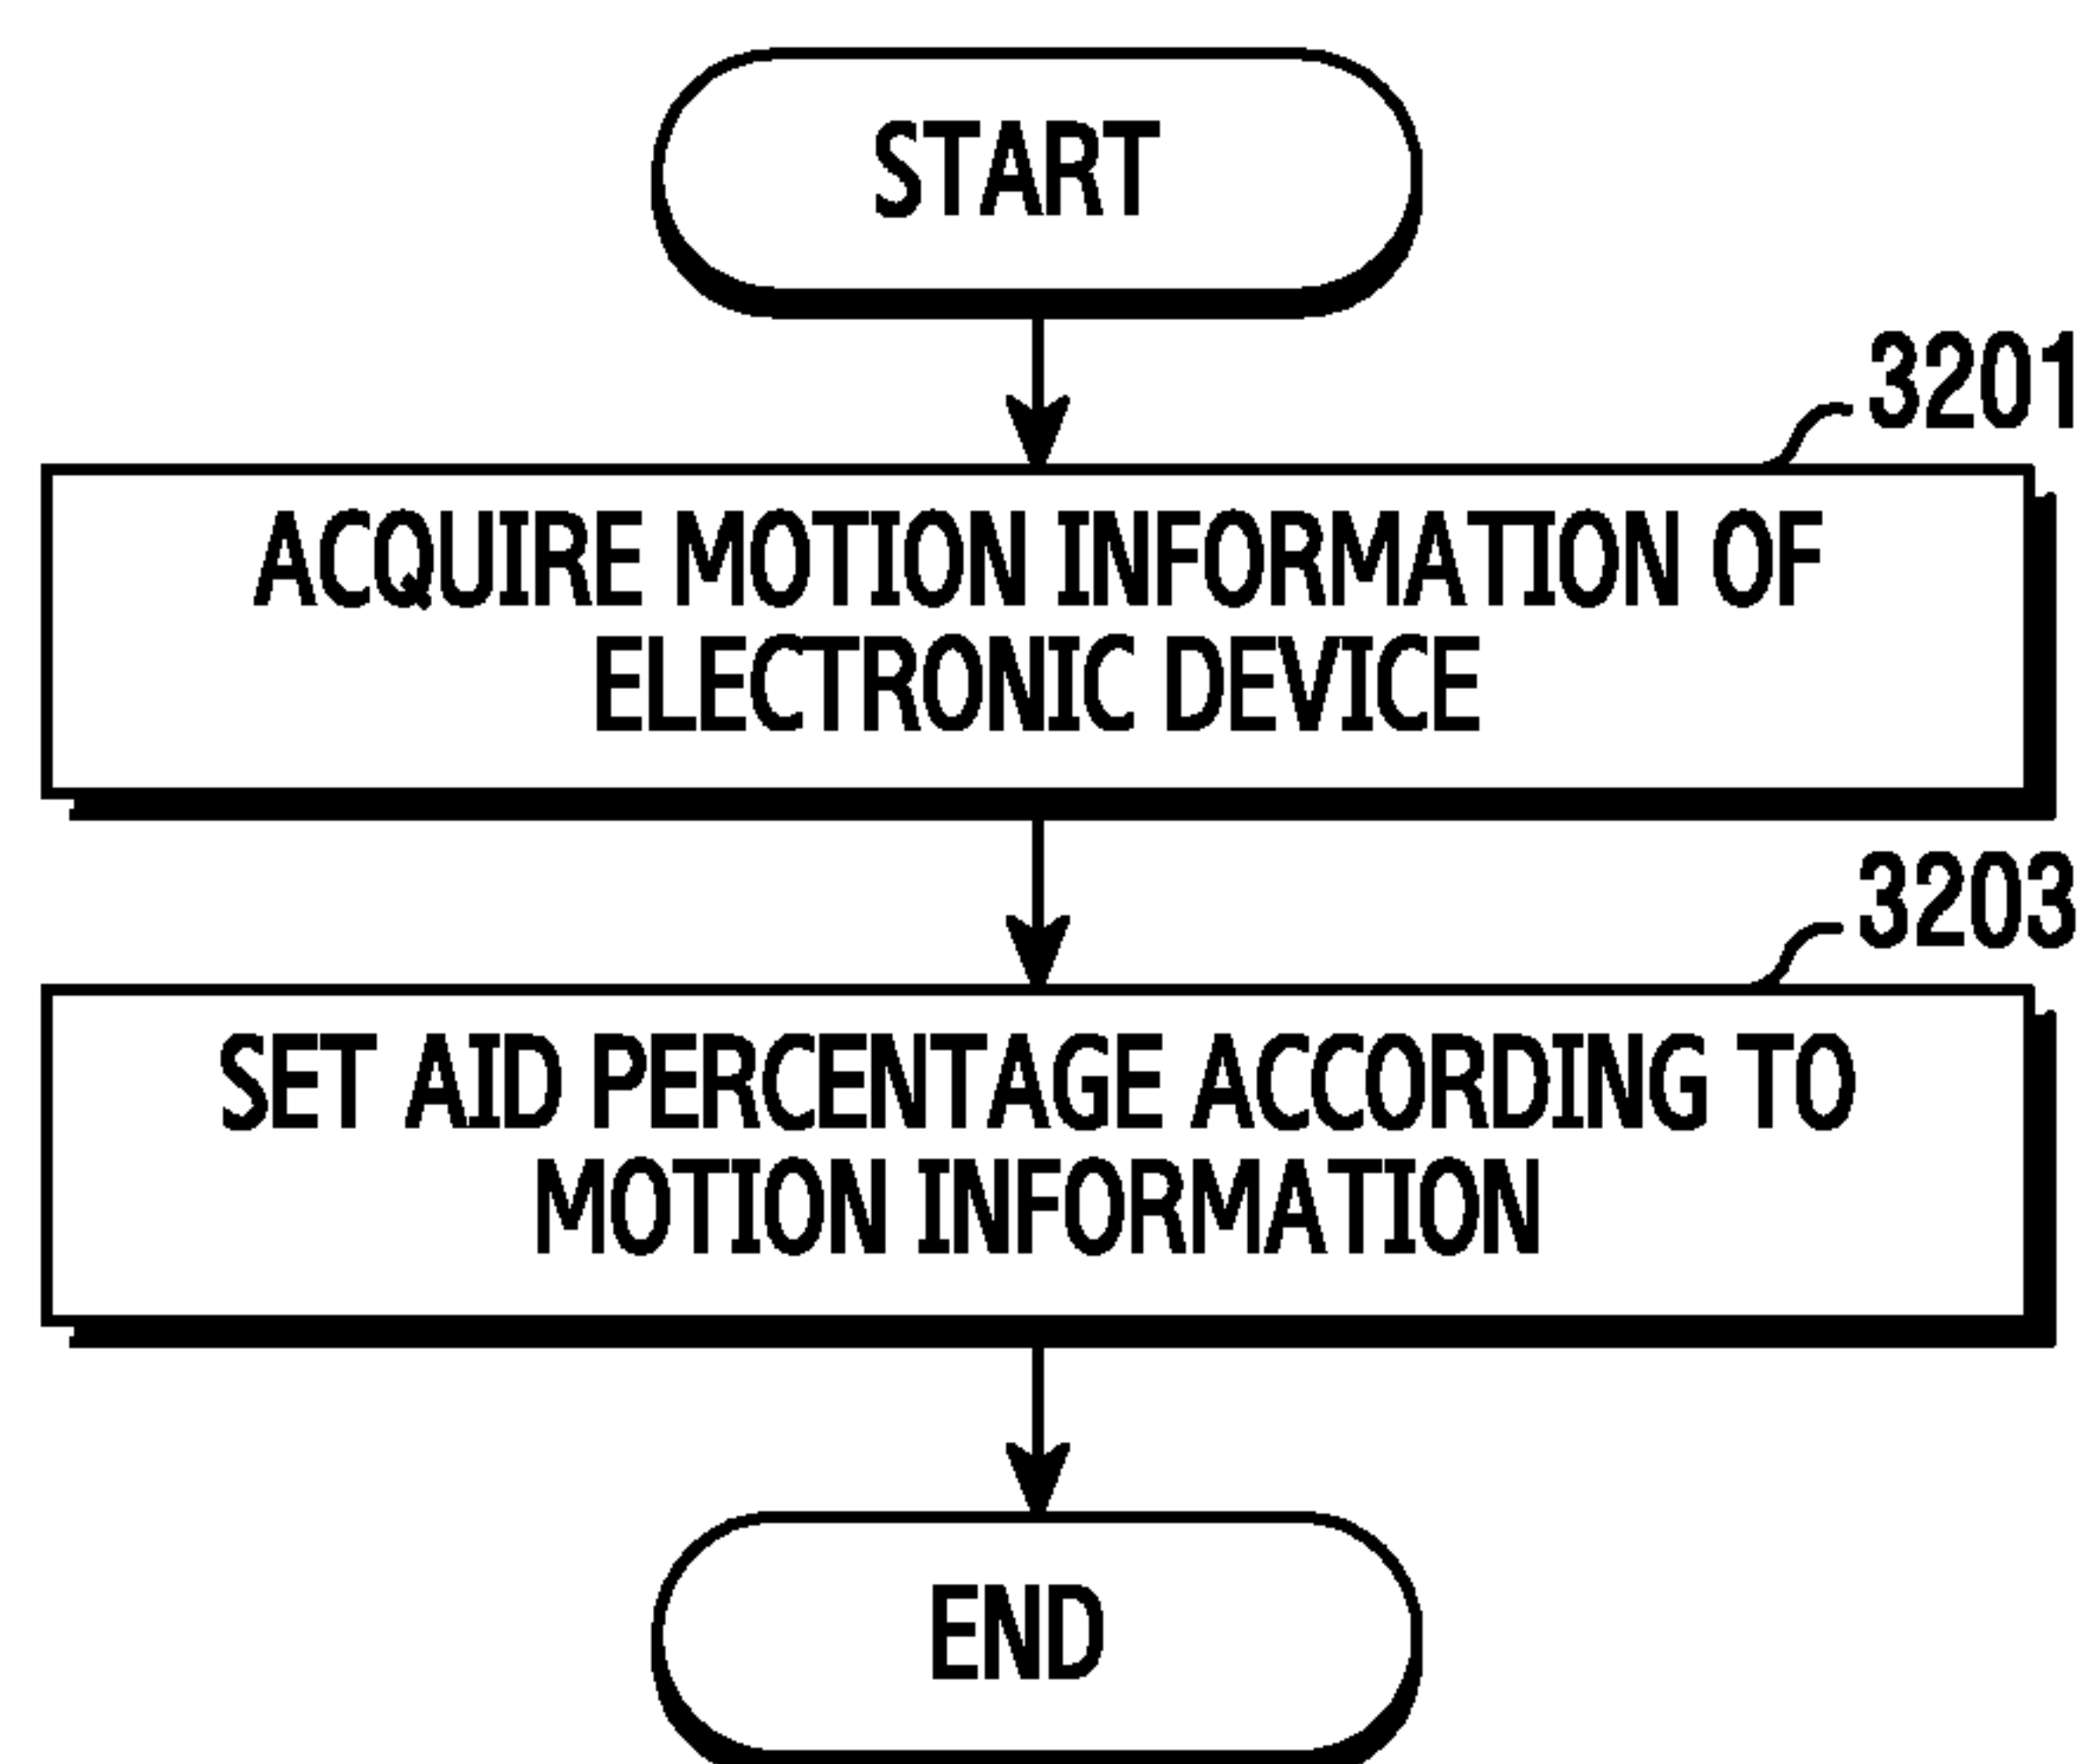 START
3201
ACQUIRE MOTION INFORMATION OF
ELECTRONIC DEVICE
3203
SET AID PERCENTAGE ACCORDING TO
MOTION INFORMATION
END